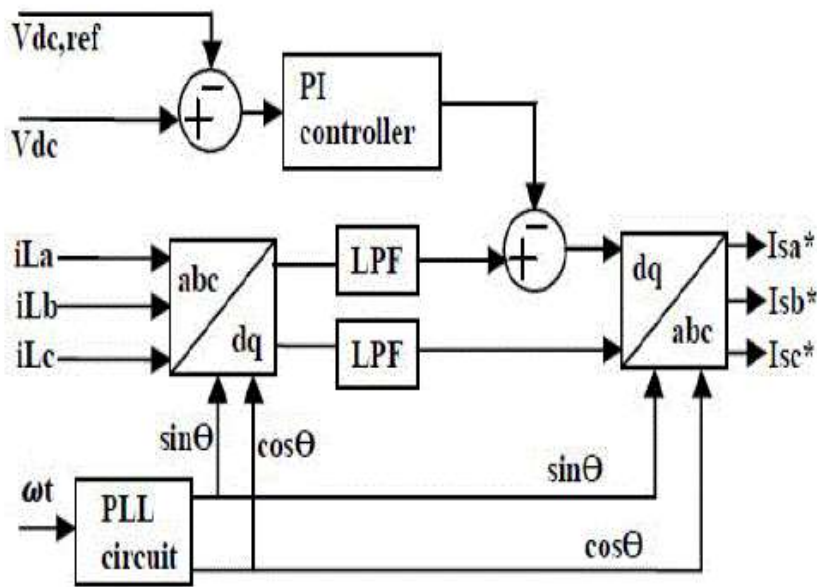 Vdc,ref
Vdc
PI
controller
iLa
iLb
iLc
abc
dq
LPF
LPF
dq
abc
Isa*
Isb*
Isc*
sinθ
cosθ
sinθ
cosθ
ωt
PLL
circuit